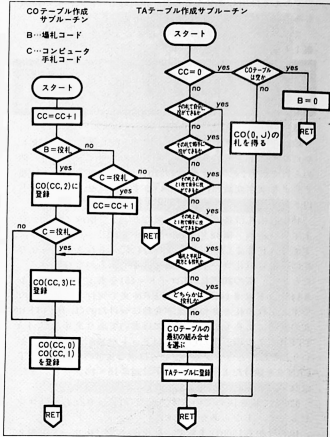 COテーブル作成
サブルーチン
B…場札コード
C…コンピュータ
手札コード
スタート
CC=CC+1
B=役札
no
yes
CO(CC,2)に
登録
C=役札
no
yes
CC=CC+1
RET
C=役札
no
yes
CO(CC,3)に
登録
CO(CC,0)
CO(CC,1)
を登録
RET
TAテーブル作成サブルーチン
スタート
CC=0
yes
no
COテーブル
は空か
yes
no
B=0
RET
CO(0,J)の
札を得る
yes
no
yes
no
yes
no
yes
no
yes
no
どちらかは
役札か
yes
no
COテーブルの
最初の組み合せ
を選ぶ
TAテーブルに登録
RET